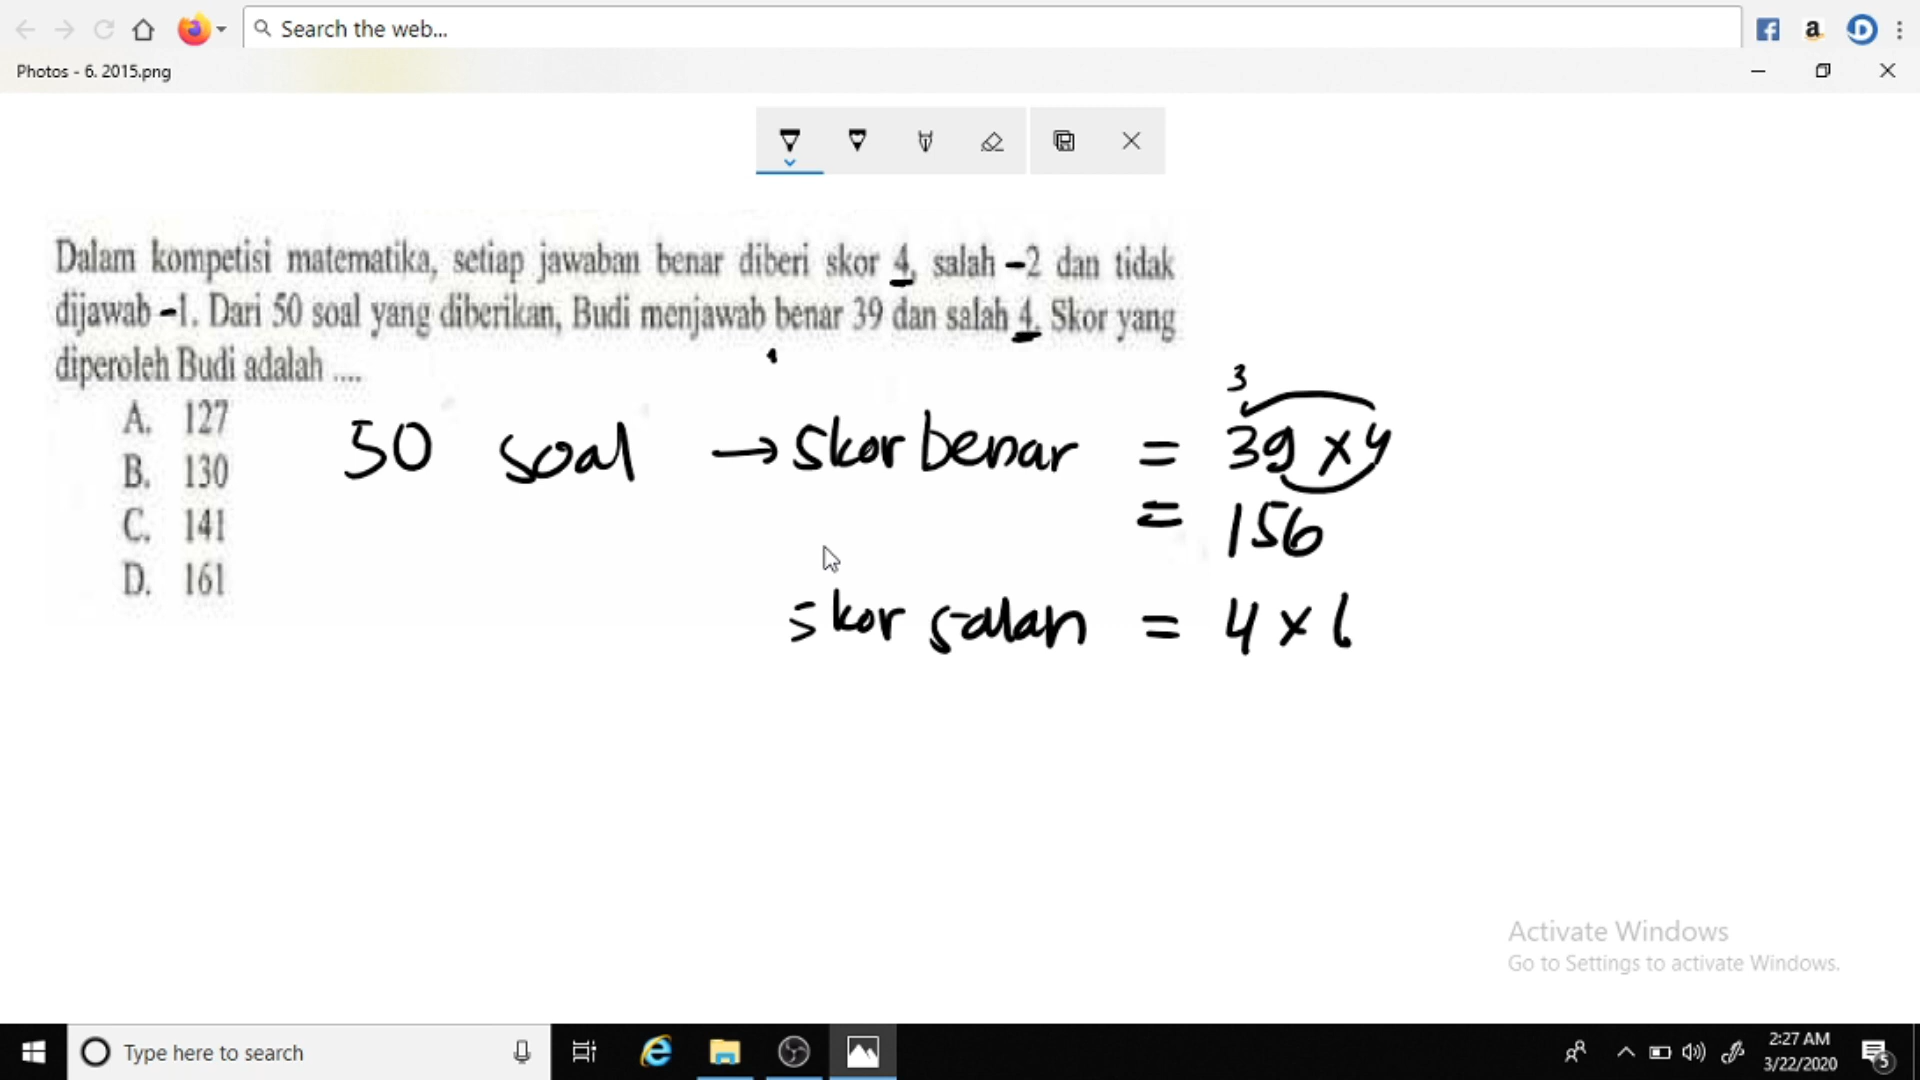 Search the web...
Photos - 6. 2015.png
Dalam kompetisi matematika, setiap jawaban benar diberi skor 4, salah -2 dan tidak
dijawab -1. Dari 50 soal yang diberikan, Budi menjawab benar 39 dan salah 4. Skor yang
diperoleh Budi adalah ....
A. 127
B. 130
C. 141
D. 161
3
50 soal → skor benar = 39 x 4
= 156
skor salah = 4 x (
Activate Windows
Go to Settings to activate Windows.
Type here to search
2:27 AM
3/22/2020
5